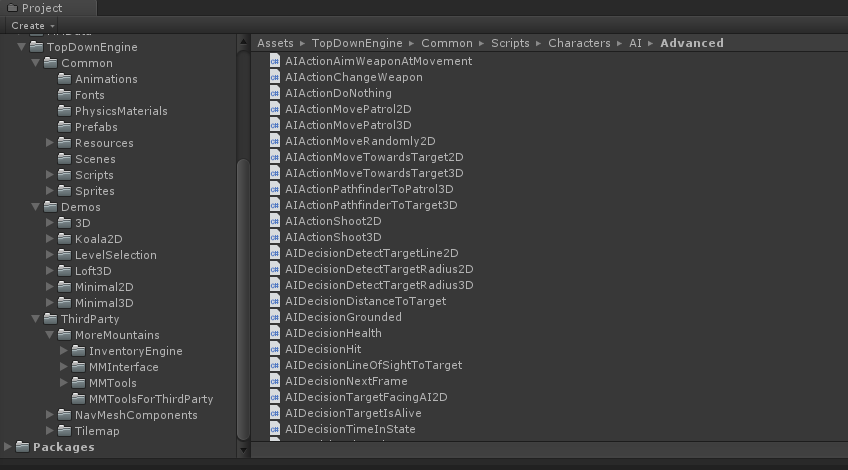 Project
Create
TopDownEngine
Common
Animations
Fonts
PhysicsMaterials
Prefabs
Resources
Scenes
Scripts
Sprites
Demos
3D
Koala2D
LevelSelection
Loft3D
Minimal2D
Minimal3D
ThirdParty
MoreMountains
InventoryEngine
MMInterface
MMTools
MMToolsForThirdParty
NavMeshComponents
Tilemap
Packages
Assets TopDownEngine Common Scripts Characters AI Advanced
AIActionAimWeaponAtMovement
AIActionChangeWeapon
AIActionDoNothing
AIActionMovePatrol2D
AIActionMovePatrol3D
AIActionMoveRandomly2D
AIActionMoveTowardsTarget2D
AIActionMoveTowardsTarget3D
AIActionPathfinderToPatrol3D
AIActionPathfinderToTarget3D
AIActionShoot2D
AIActionShoot3D
AIDecisionDetectTargetLine2D
AIDecisionDetectTargetRadius2D
AIDecisionDetectTargetRadius3D
AIDecisionDistanceToTarget
AIDecisionGrounded
AIDecisionHealth
AIDecisionHit
AIDecisionLineOfSightToTarget
AIDecisionNextFrame
AIDecisionTargetFacingAI2D
AIDecisionTargetIsAlive
AIDecisionTimeInState